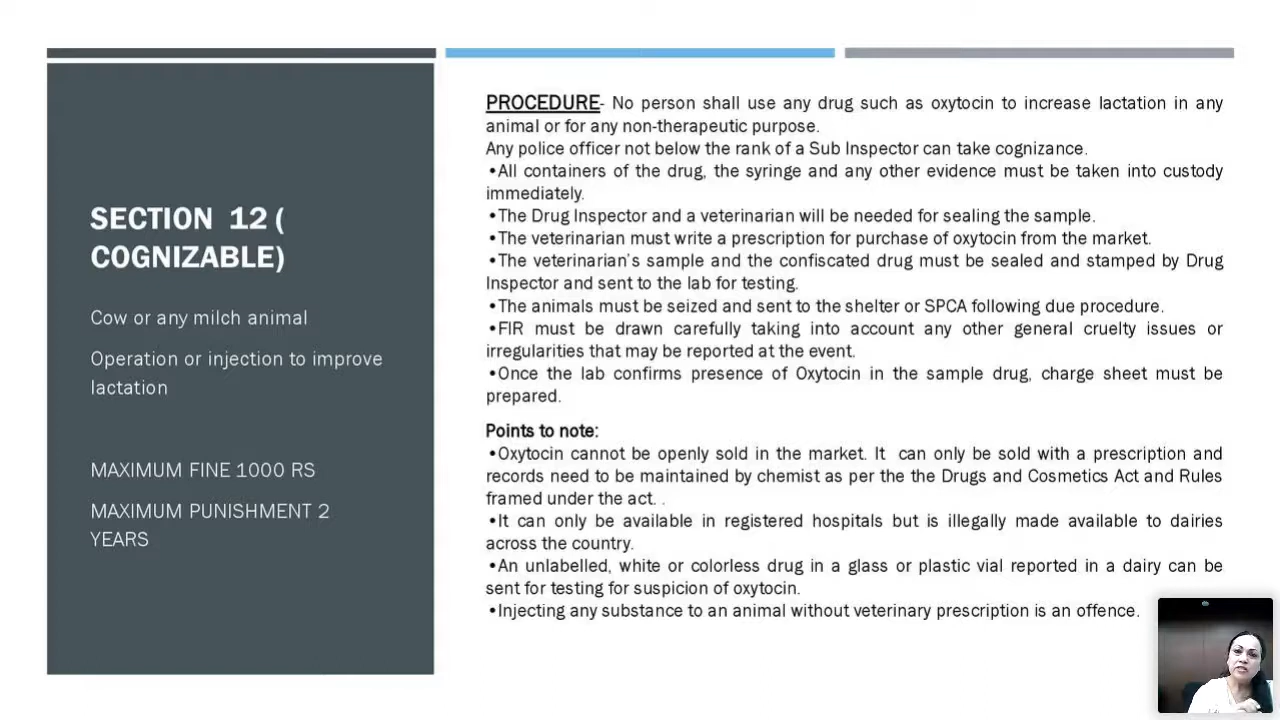 SECTION 12 (
COGNIZABLE)
Cow or any milch animal
Operation or injection to improve
lactation
MAXIMUM FINE 1000 RS
MAXIMUM PUNISHMENT 2
YEARS
PROCEDURE- No person shall use any drug such as oxytocin to increase lactation in any
animal or for any non-therapeutic purpose.
Any police officer not below the rank of a Sub Inspector can take cognizance.
•All containers of the drug, the syringe and any other evidence must be taken into custody
immediately.
•The Drug Inspector and a veterinarian will be needed for sealing the sample.
•The veterinarian must write a prescription for purchase of oxytocin from the market.
•The veterinarian's sample and the confiscated drug must be sealed and stamped by Drug
Inspector and sent to the lab for testing.
•The animals must be seized and sent to the shelter or SPCA following due procedure.
•FIR must be drawn carefully taking into account any other general cruelty issues or
irregularities that may be reported at the event.
•Once the lab confirms presence of Oxytocin in the sample drug, charge sheet must be
prepared.
Points to note:
•Oxytocin cannot be openly sold in the market. It can only be sold with a prescription and
records need to be maintained by chemist as per the the Drugs and Cosmetics Act and Rules
framed under the act. .
•It can only be available in registered hospitals but is illegally made available to dairies
across the country.
•An unlabelled, white or colorless drug in a glass or plastic vial reported in a dairy can be
sent for testing for suspicion of oxytocin.
•Injecting any substance to an animal without veterinary prescription is an offence.